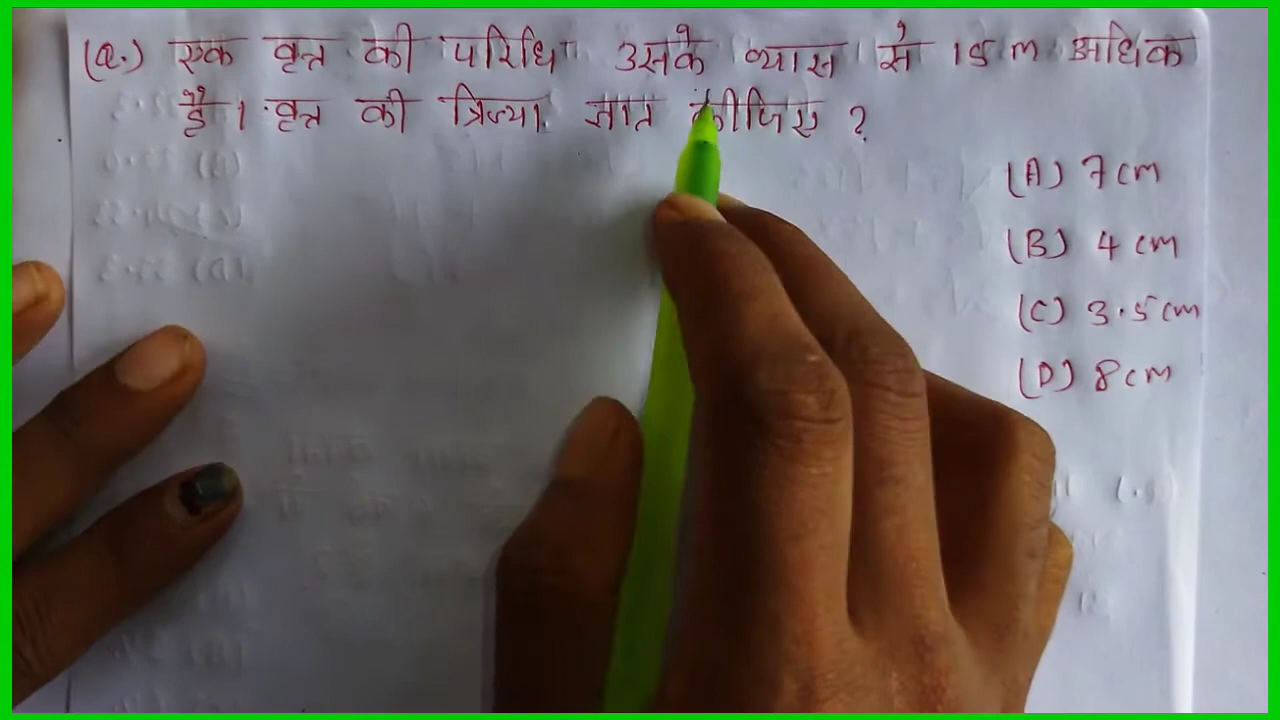 (Q.) एक वृत्त की परिधि उसके व्यास से 15 m अधिक
है । वृत्त की त्रिज्या ज्ञात कीजिए ?
(A) 7 cm
(B) 4 cm
(C) 3.5 cm
(D) 8 cm